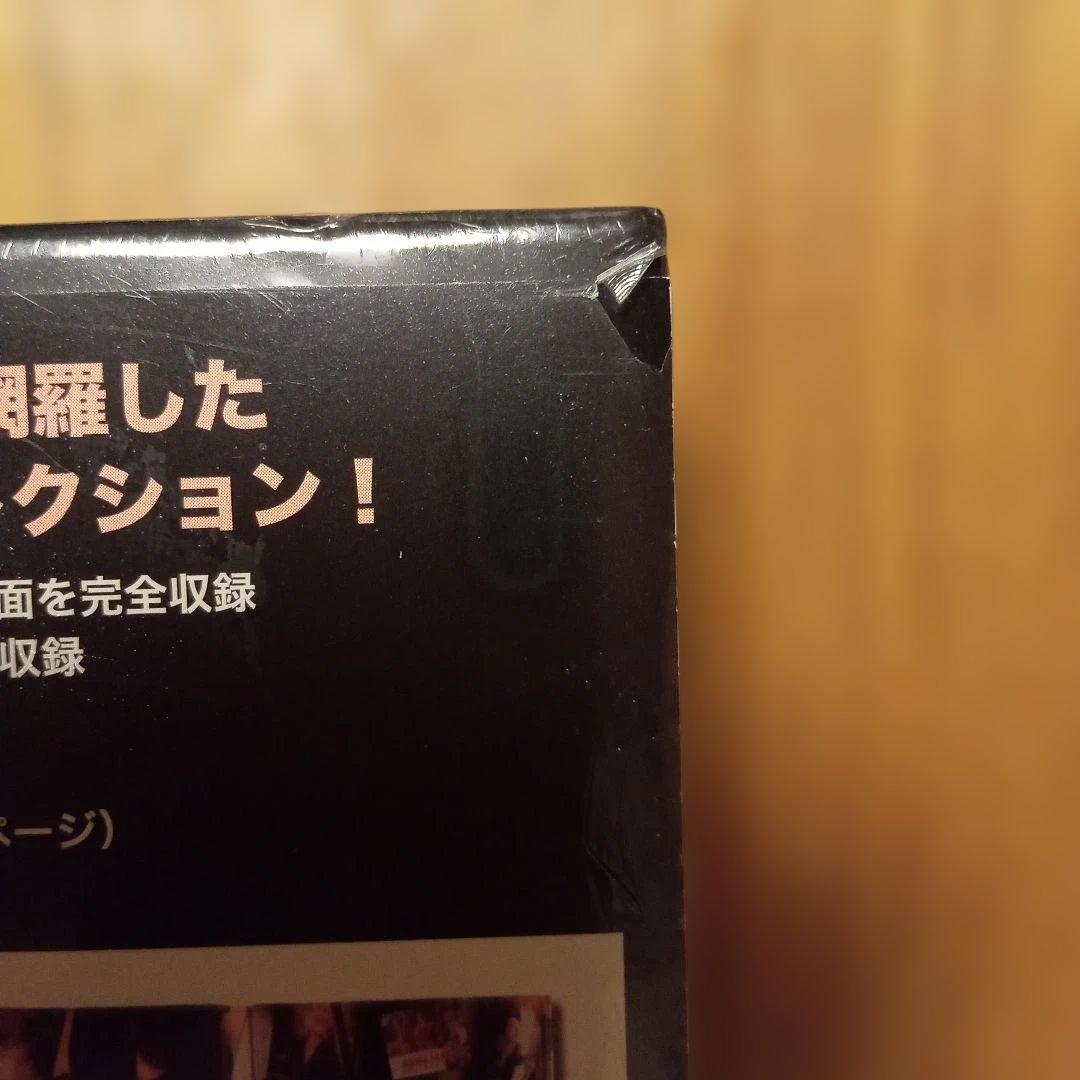 網羅した
レクション！
面を完全収録
収録
ページ）